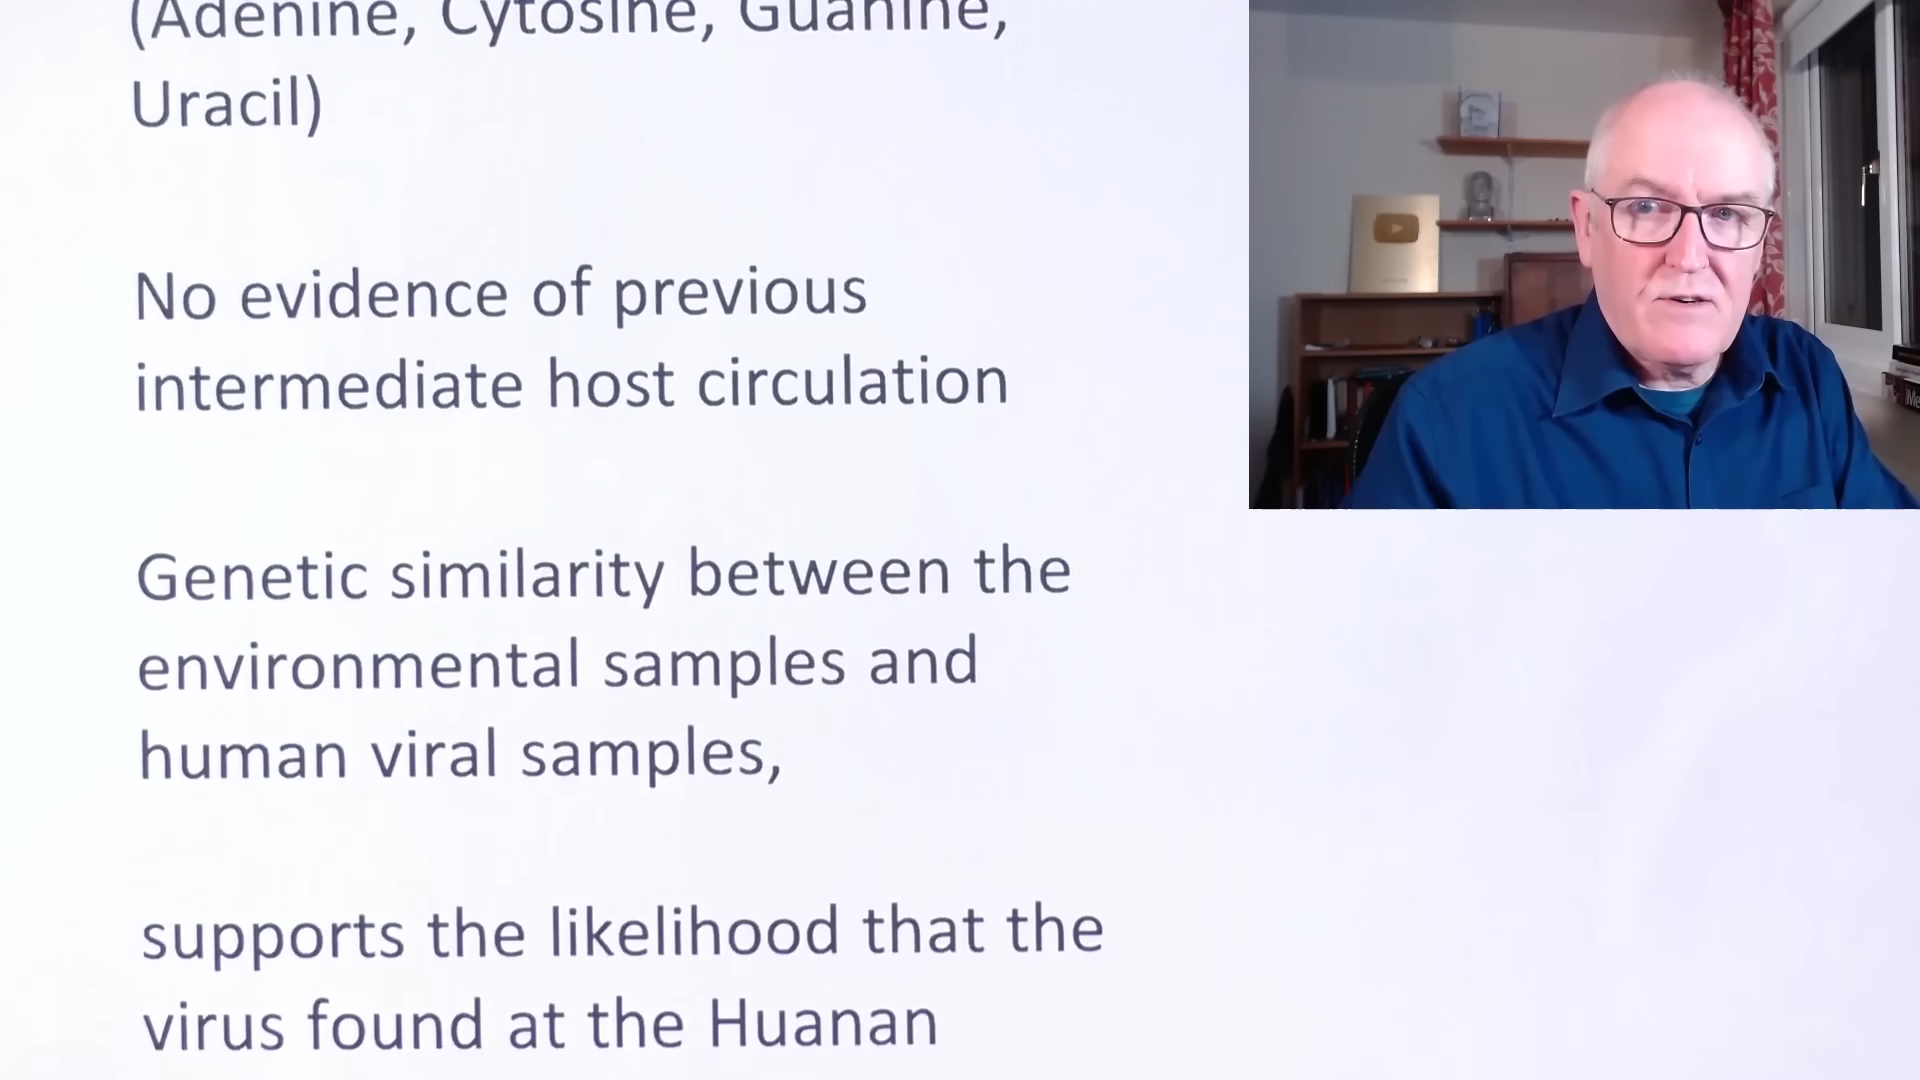 (Adenine, Cytosine, Guanine,
Uracil)
No evidence of previous
intermediate host circulation
Genetic similarity between the
environmental samples and
human viral samples,
supports the likelihood that the
virus found at the Huanan